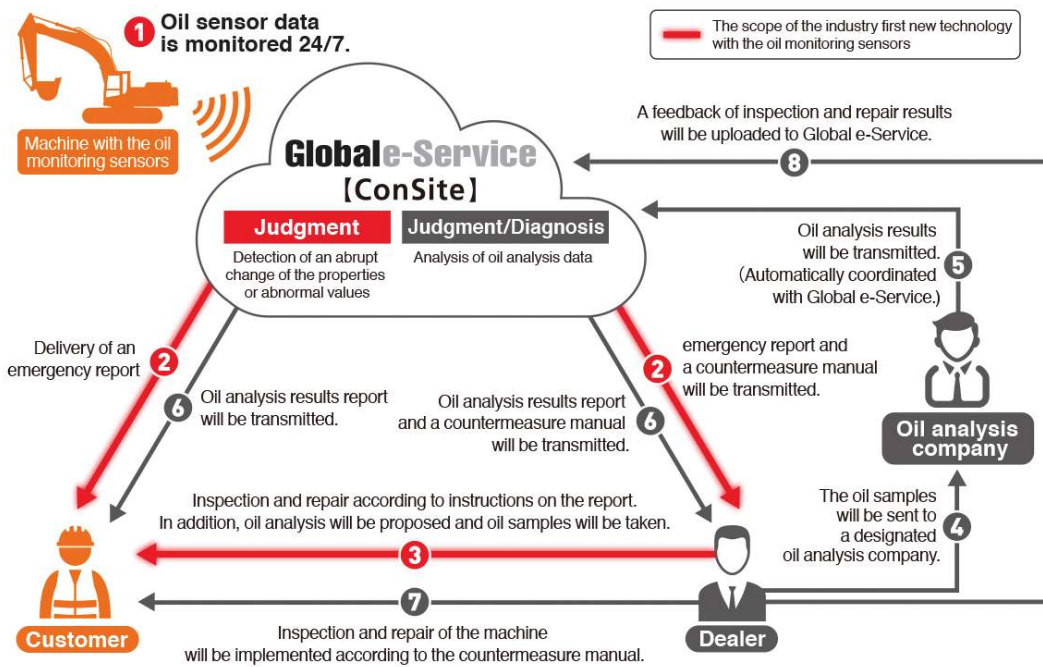 1 Oil sensor data
is monitored 24/7.
The scope of the industry first new technology
with the oil monitoring sensors
Machine with the oil
monitoring sensors
A feedback of inspection and repair results
will be uploaded to Global e-Service.
8
Global e-Service
【ConSite】
Judgment
Detection of an abrupt
change of the properties
or abnormal values
Judgment/Diagnosis
Analysis of oil analysis data
Oil analysis results
will be transmitted.
(Automatically coordinated
with Global e-Service.)
5
Delivery of an
emergency report
2
6
Oil analysis results report
will be transmitted.
Oil analysis results report
and a countermeasure manual
will be transmitted.
6
2
emergency report and
a countermeasure manual
will be transmitted.
Oil analysis
company
Inspection and repair according to instructions on the report.
In addition, oil analysis will be proposed and oil samples will be taken.
3
The oil samples
will be sent to
a designated
oil analysis company.
4
7
Customer
Dealer
Inspection and repair of the machine
will be implemented according to the countermeasure manual.